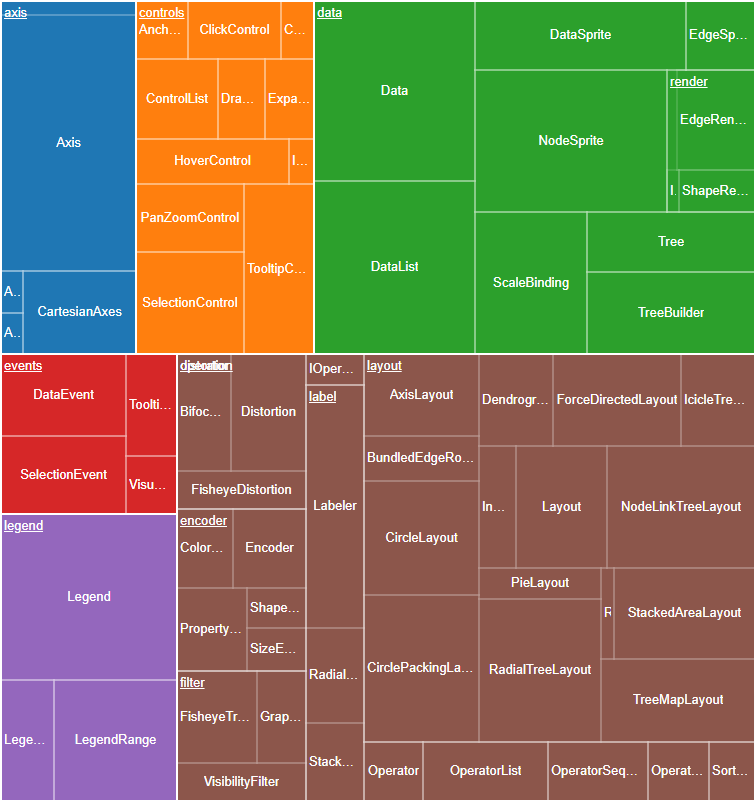 axis
Axis
A...
A...
CartesianAxes
controls
Anch...
ClickControl
C...
ControlList
Dra...
Expa...
HoverControl
I...
PanZoomControl
SelectionControl
TooltipC...
data
Data
DataList
DataSprite
EdgeSp...
NodeSprite
render
EdgeRen...
I...
ShapeRe...
ScaleBinding
Tree
TreeBuilder
events
DataEvent
SelectionEvent
Toolti...
Visu...
legend
Legend
Lege...
LegendRange
distortion
Bifoc...
Distortion
FisheyeDistortion
encoder
Color...
Encoder
Property...
Shape...
SizeE...
filter
FisheyeTr...
Grap...
VisibilityFilter
IOper...
label
Labeler
Radial...
Stack...
layout
AxisLayout
BundledEdgeRo...
CircleLayout
CirclePackingLa...
Dendrogr...
ForceDirectedLayout
IcicleTre...
In...
Layout
NodeLinkTreeLayout
PieLayout
RadialTreeLayout
R
StackedAreaLayout
TreeMapLayout
Operator
OperatorList
OperatorSeq...
Operat...
Sort...